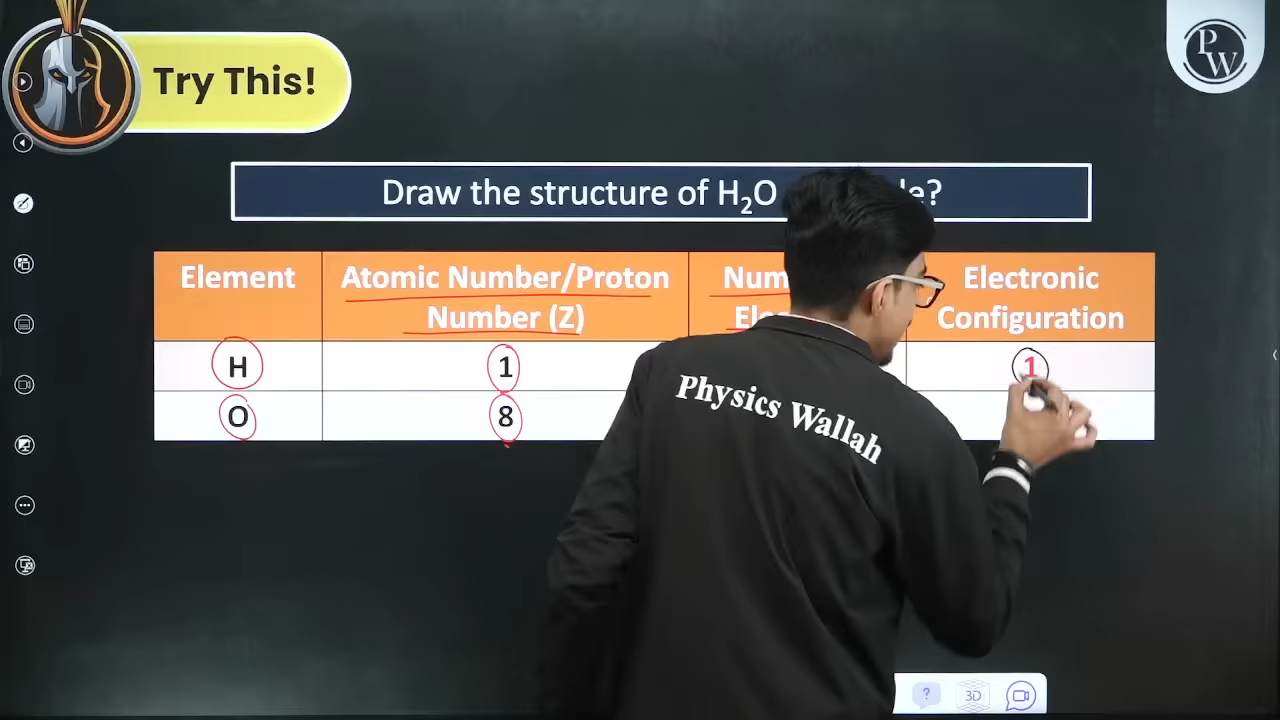 Try This!
PW
Draw the structure of H₂O
Element
Atomic Number/Proton
Number (Z)
Electronic
Configuration
H
1
1
O
8
Physics Wallah
?
3D